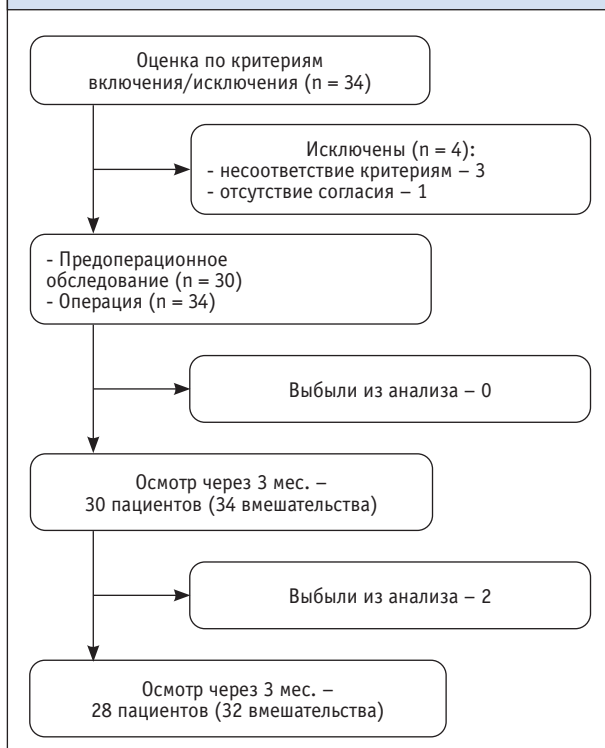 Оценка по критериям
включения/исключения (n = 34)
Исключены (n = 4):
- несоответствие критериям – 3
- отсутствие согласия – 1
- Предоперационное
обследование (n = 30)
- Операция (n = 34)
Выбыли из анализа – 0
Осмотр через 3 мес. –
30 пациентов (34 вмешательства)
Выбыли из анализа – 2
Осмотр через 3 мес. –
28 пациентов (32 вмешательства)